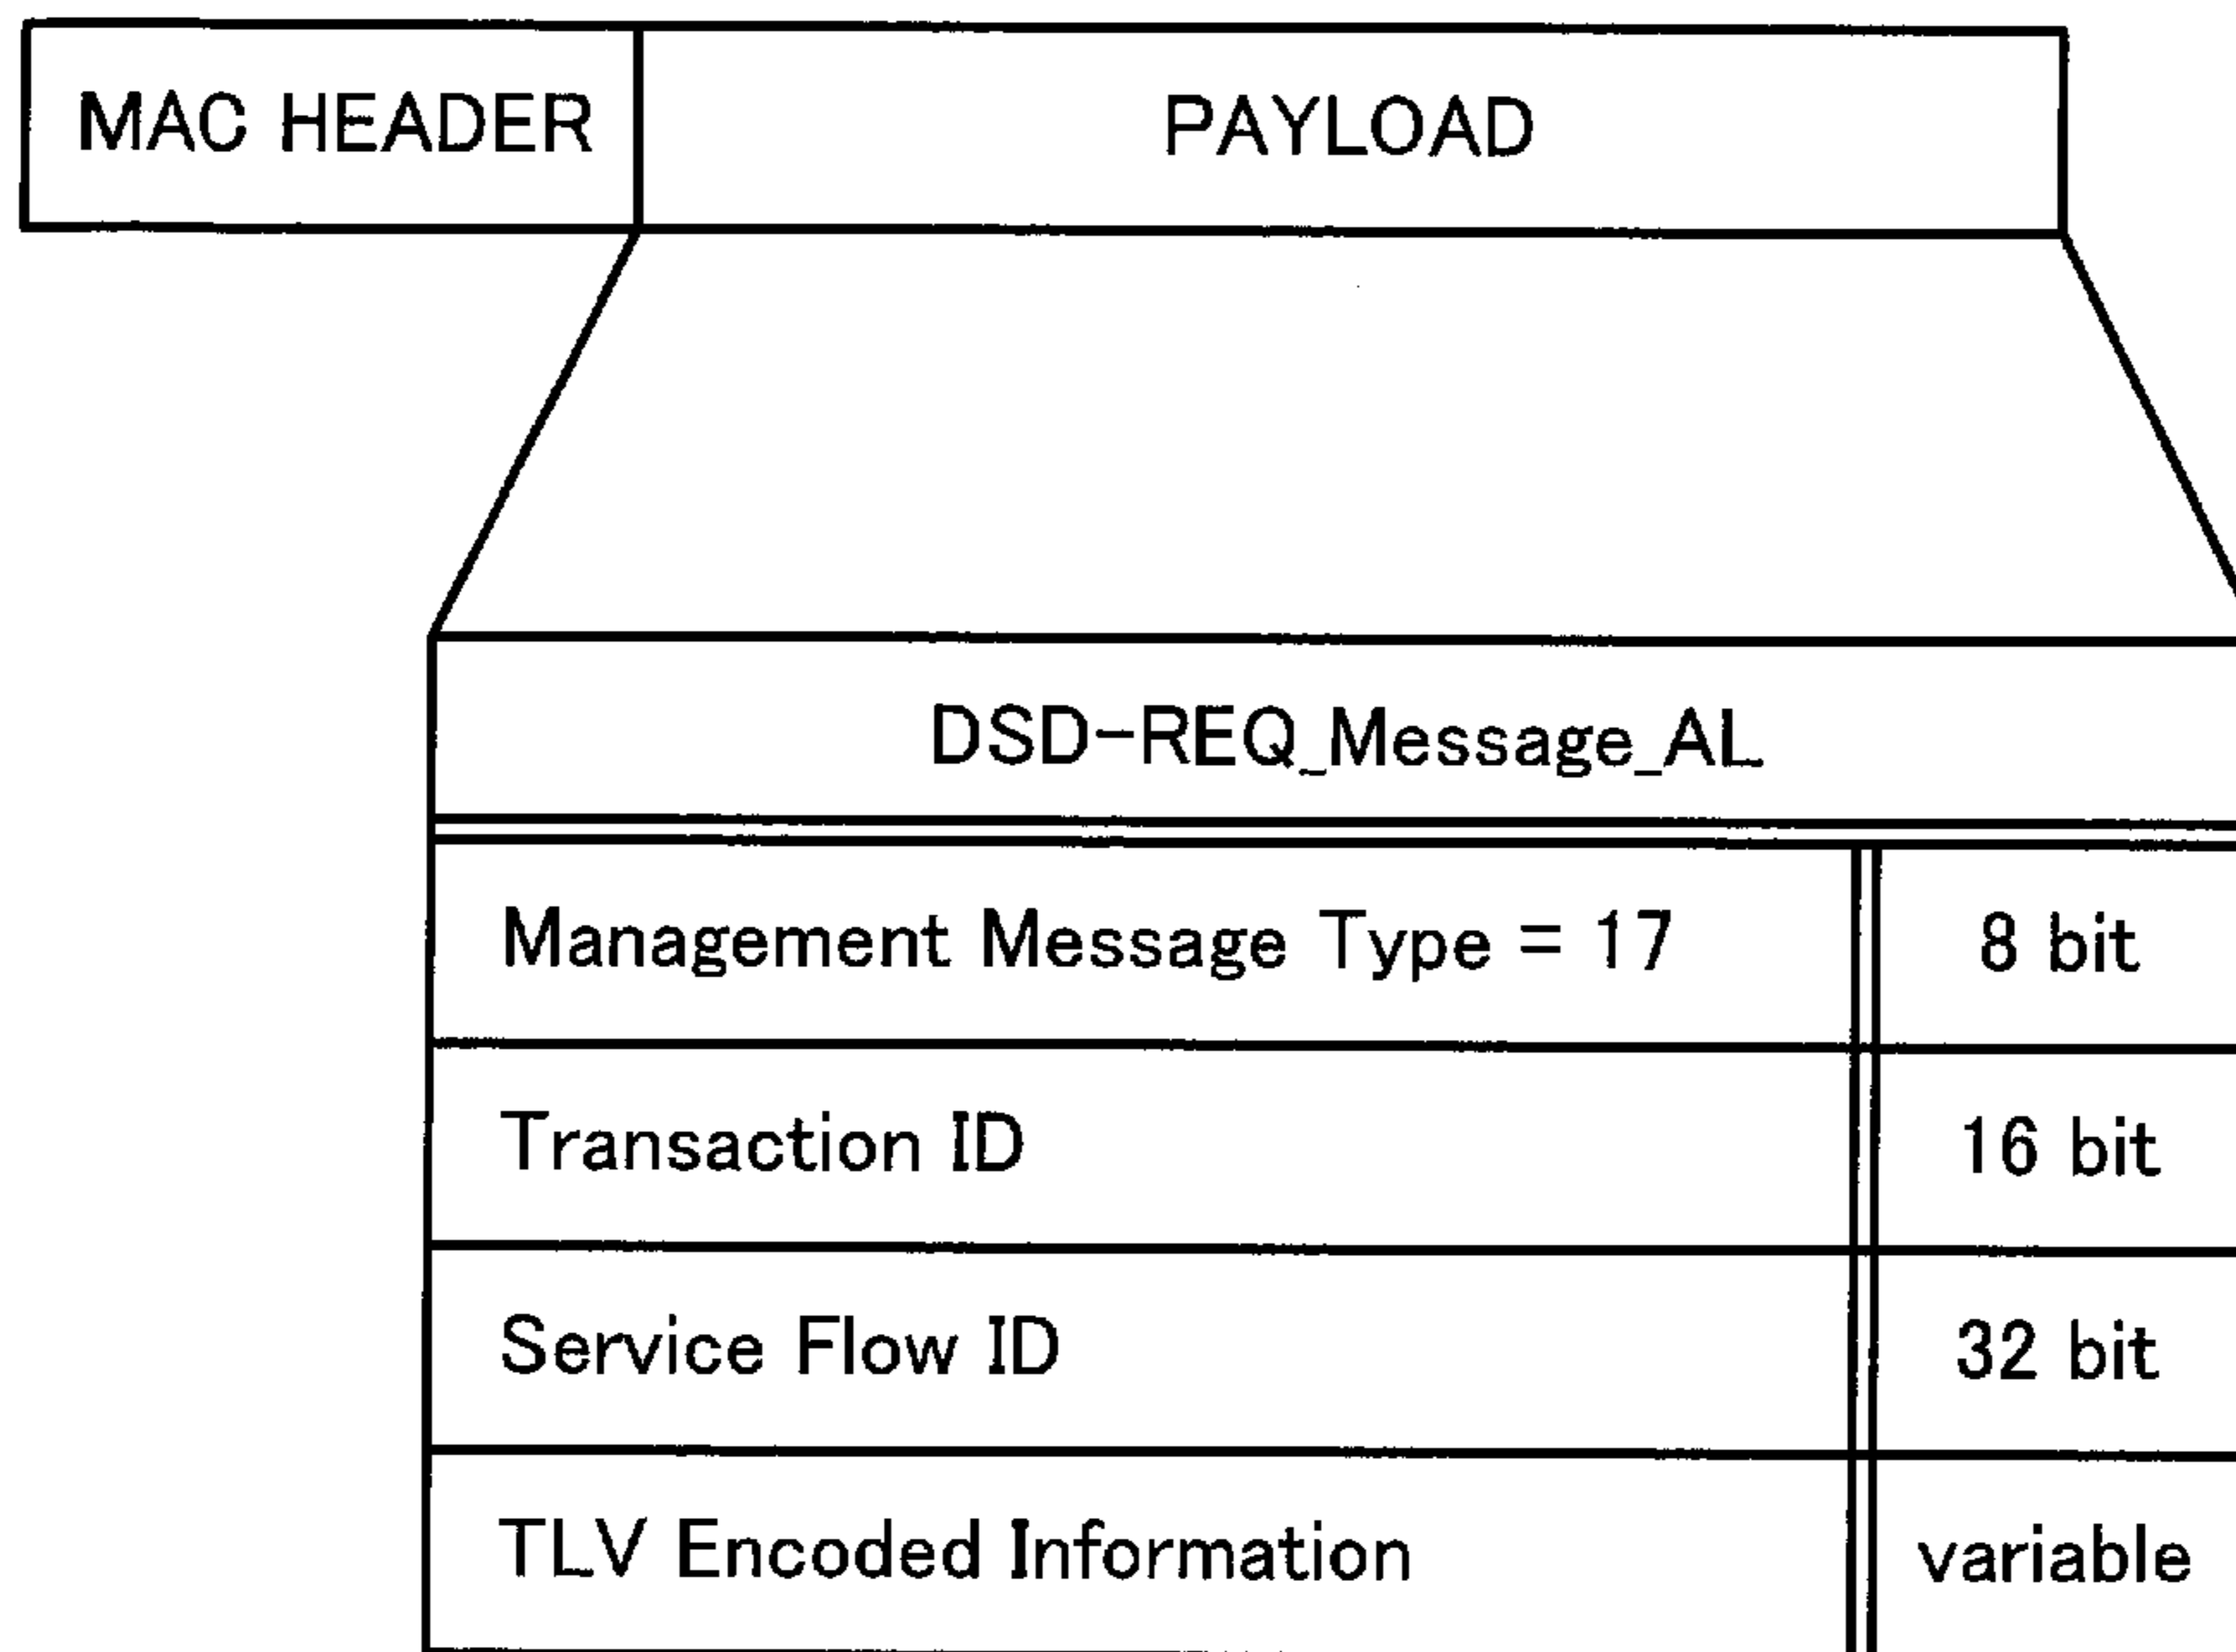 MAC HEADER PAYLOAD
DSD-REQ_Message_AL
Management Message Type = 17 8 bit
Transaction ID 16 bit
Service Flow ID 32 bit
TLV Encoded Information variable